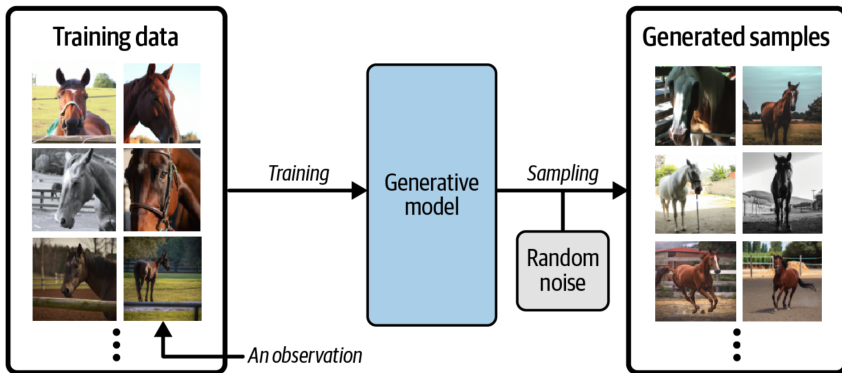 Training data
Generated samples
Training
Generative
model
Sampling
Random
noise
An observation